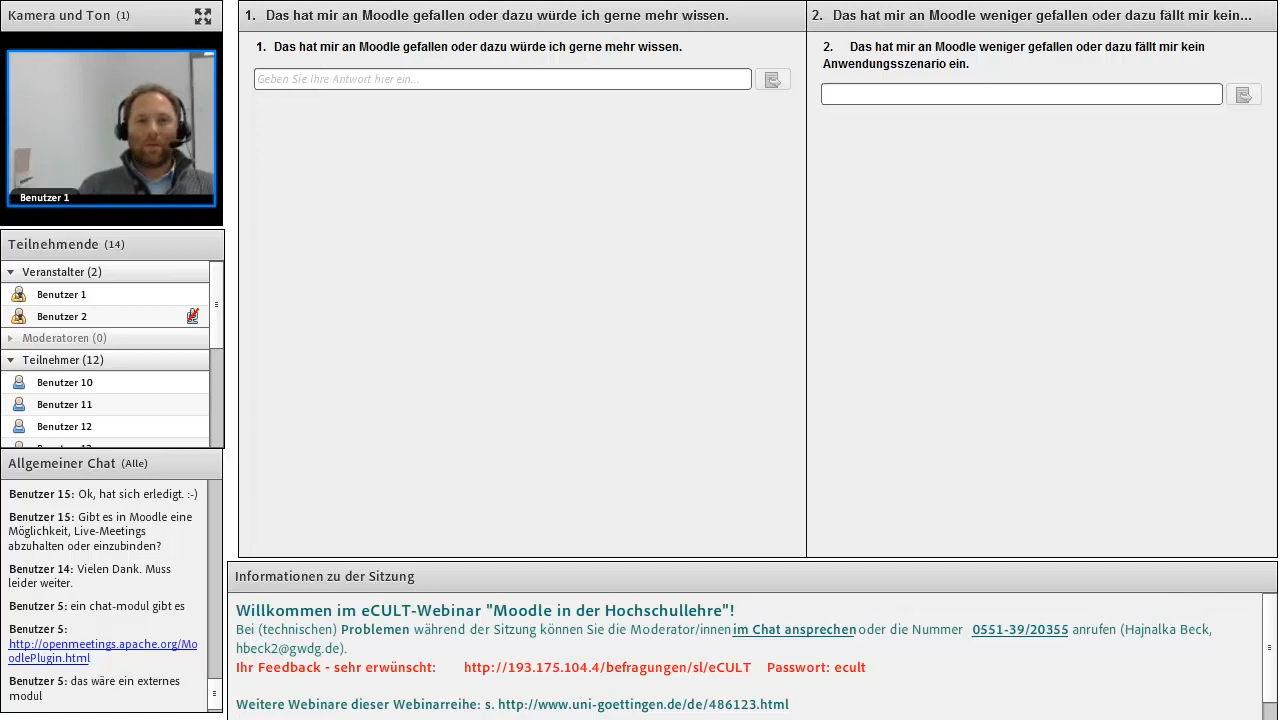 Kamera und Ton (1)
Benutzer 1
Teilnehmende (14)
Veranstalter (2)
Benutzer 1
Benutzer 2
Moderatoren (0)
Teilnehmer (12)
Benutzer 10
Benutzer 11
Benutzer 12
Allgemeiner Chat (Alle)
Benutzer 15: Ok, hat sich erledigt. :-)
Benutzer 15: Gibt es in Moodle eine
Möglichkeit, Live-Meetings
abzuhalten oder einzubinden?
Benutzer 14: Vielen Dank. Muss
leider weiter.
Benutzer 5: ein chat-modul gibt es
Benutzer 5:
http://openmeetings.apache.org/Mo
odlePlugin.html
Benutzer 5: das wäre ein externes
modul
1. Das hat mir an Moodle gefallen oder dazu würde ich gerne mehr wissen.
1. Das hat mir an Moodle gefallen oder dazu würde ich gerne mehr wissen.
Geben Sie Ihre Antwort hier ein...
2. Das hat mir an Moodle weniger gefallen oder dazu fällt mir kein...
2. Das hat mir an Moodle weniger gefallen oder dazu fällt mir kein
Anwendungsszenario ein.
Informationen zu der Sitzung
Willkommen im eCULT-Webinar "Moodle in der Hochschullehre"!
Bei (technischen) Problemen während der Sitzung können Sie die Moderator/innen im Chat ansprechen oder die Nummer 0551-39/20355 anrufen (Hajnalka Beck,
hbeck2@gwdg.de).
Ihr Feedback - sehr erwünscht: http://193.175.104.4/befragungen/sl/eCULT Passwort: ecult
Weitere Webinare dieser Webinarreihe: s. http://www.uni-goettingen.de/de/486123.html